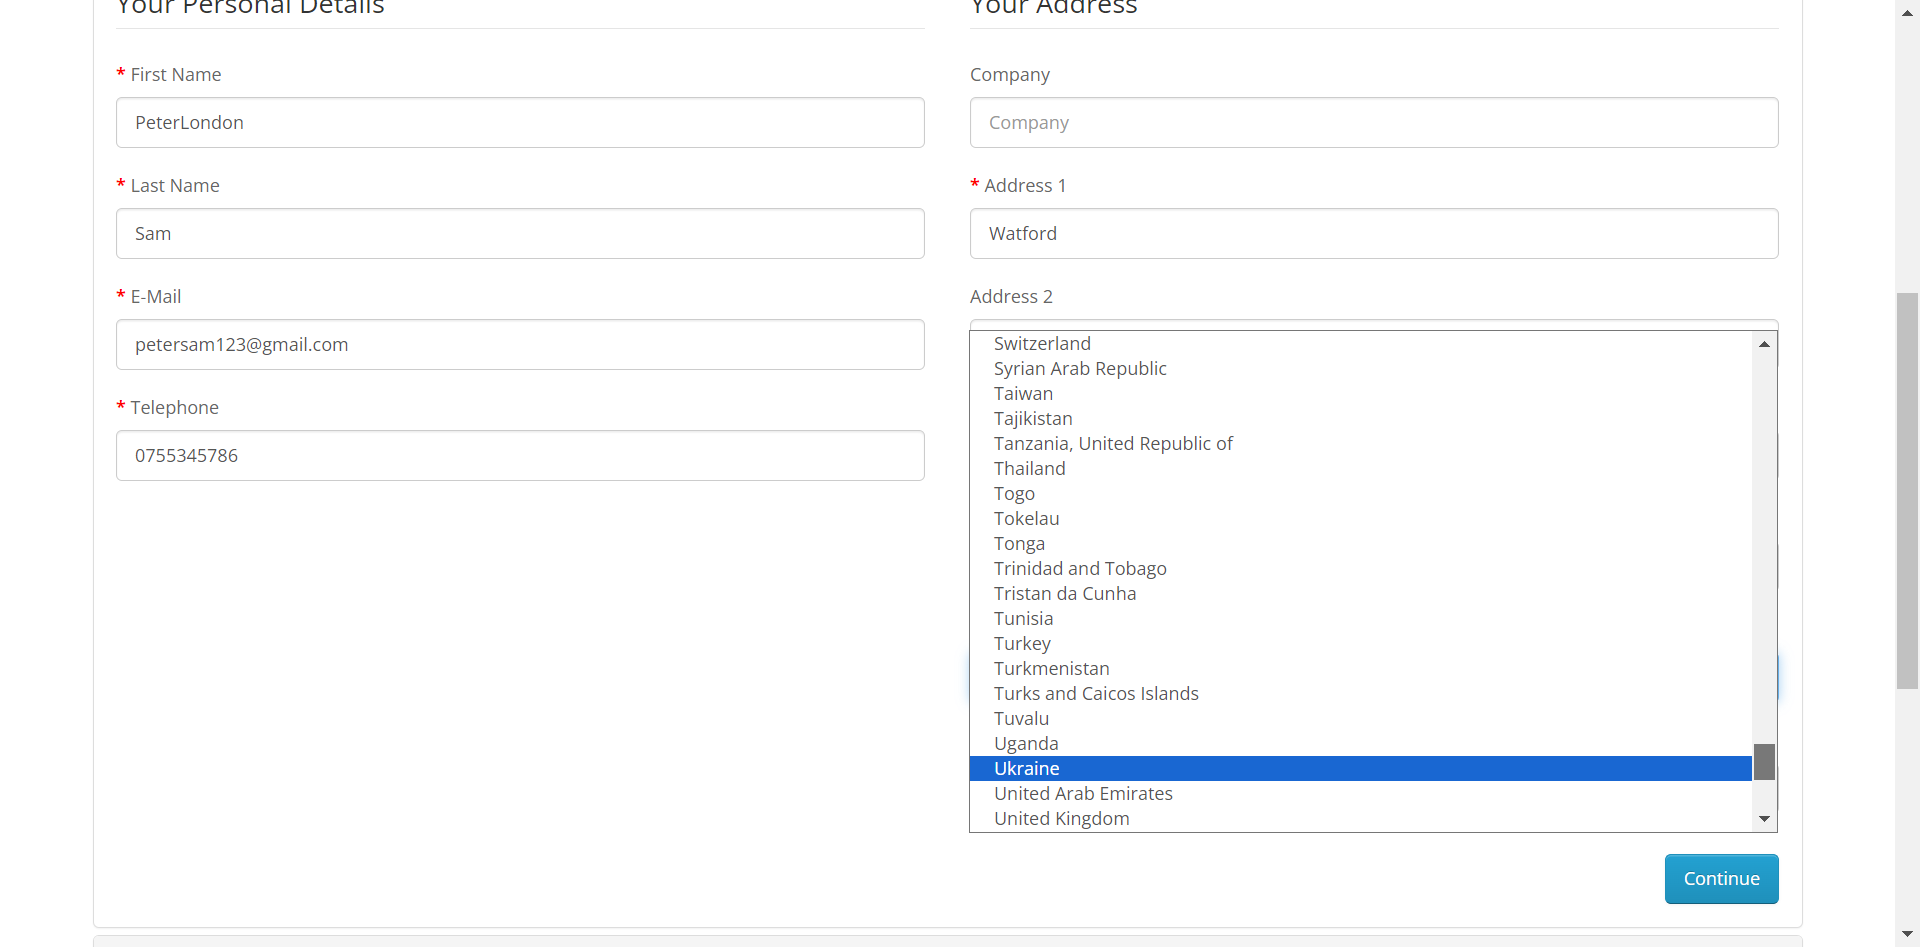 Your Personal Details
* First Name
PeterLondon
* Last Name
Sam
* E-Mail
petersam123@gmail.com
* Telephone
0755345786
Your Address
Company
Company
* Address 1
Watford
Address 2
Switzerland
Syrian Arab Republic
Taiwan
Tajikistan
Tanzania, United Republic of
Thailand
Togo
Tokelau
Tonga
Trinidad and Tobago
Tristan da Cunha
Tunisia
Turkey
Turkmenistan
Turks and Caicos Islands
Tuvalu
Uganda
Ukraine
United Arab Emirates
United Kingdom
Continue